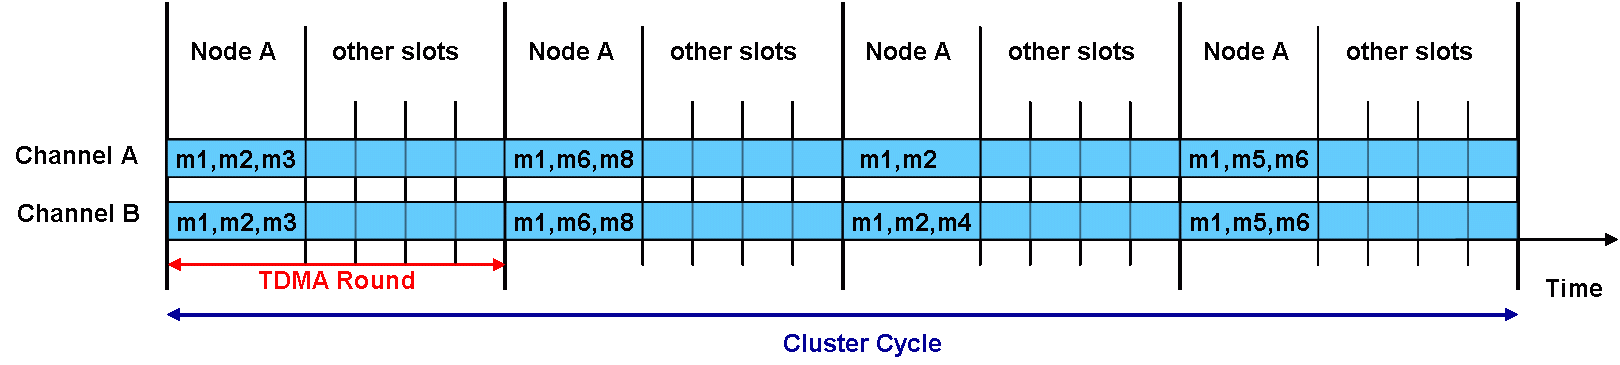 Node A other slots Node A other slots Node A other slots Node A other slots
Channel A m1,m2,m3 m1,m6,m8 m1,m2 m1,m5,m6
Channel B m1,m2,m3 m1,m6,m8 m1,m2,m4 m1,m5,m6
TDMA Round
Time
Cluster Cycle